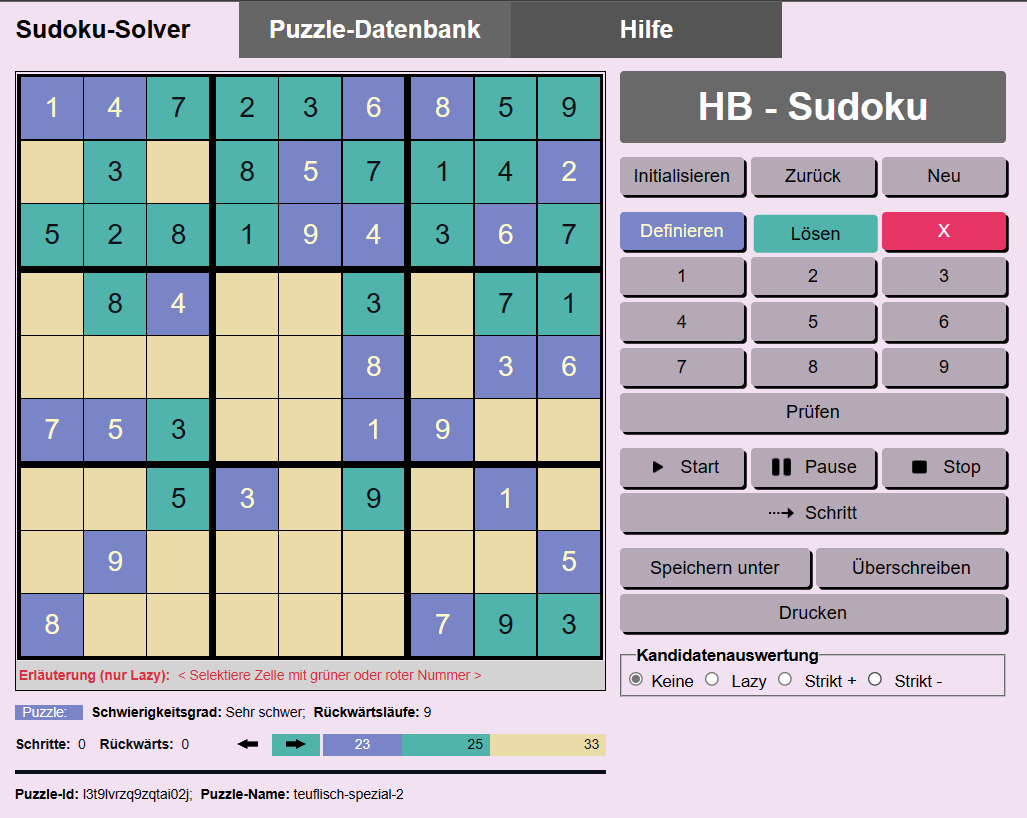 Sudoku-Solver Puzzle-Datenbank Hilfe
HB - Sudoku
1 4 7 2 3 6 8 5 9
3 8 5 7 1 4 2
5 2 8 1 9 4 3 6 7
8 4 3 7 1
8 3 6
7 5 3 1 9
5 3 9 1
9 5
8 7 9 3
Erläuterung (nur Lazy): < Selektiere Zelle mit grüner oder roter Nummer >
Puzzle: Schwierigkeitsgrad: Sehr schwer; Rückwärtsläufe: 9
Schritte: 0 Rückwärts: 0 23 25 33
Puzzle-Id: l3t9lvrzq9zqtai02j; Puzzle-Name: teuflisch-spezial-2
Initialisieren Zurück Neu
Definieren Lösen X
1 2 3
4 5 6
7 8 9
Prüfen
Start Pause Stop
Schritt
Speichern unter Überschreiben
Drucken
Kandidatenauswertung
Keine Lazy Strikt + Strikt -